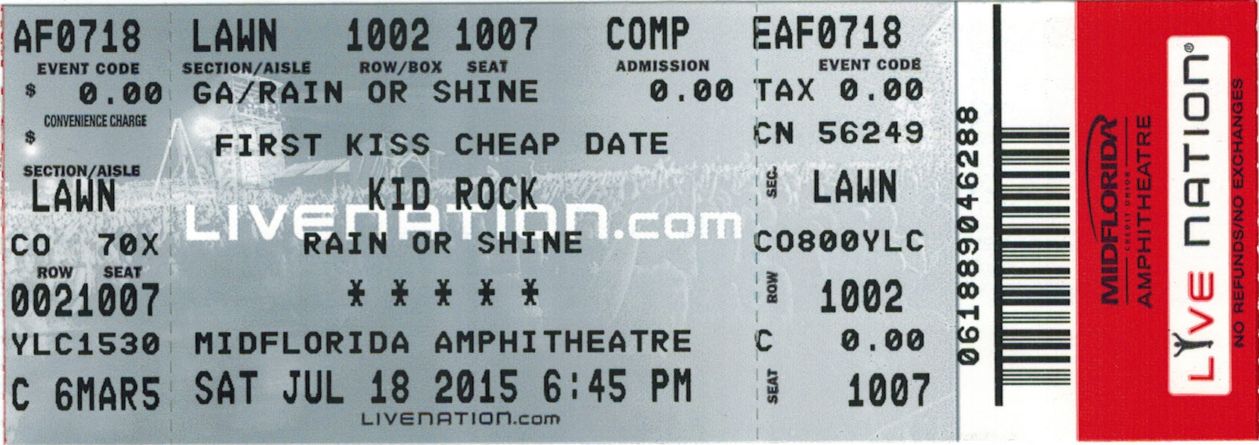 AF0718 LAWN 1002 1007 COMP EAF0718
EVENT CODE SECTION/AISLE ROW/BOX SEAT ADMISSION EVENT CODE
$ 0.00 GA/RAIN OR SHINE 0.00 TAX 0.00
CONVENIENCE CHARGE
$ FIRST KISS CHEAP DATE CN 56249
SECTION/AISLE
LAWN KID ROCK SEC. LAWN
LIVENATION.com
CO 70X RAIN OR SHINE CO800YLC
ROW SEAT
0021007 * * * * * ROW 1002
YLC1530 MIDFLORIDA AMPHITHEATRE C 0.00
C 6MAR5 SAT JUL 18 2015 6:45 PM SEAT 1007
LIVENATION.com
0618890446288
MIDFLORIDA
CREDIT UNION
AMPHITHEATRE
LIVE NATION®
NO REFUNDS/NO EXCHANGES